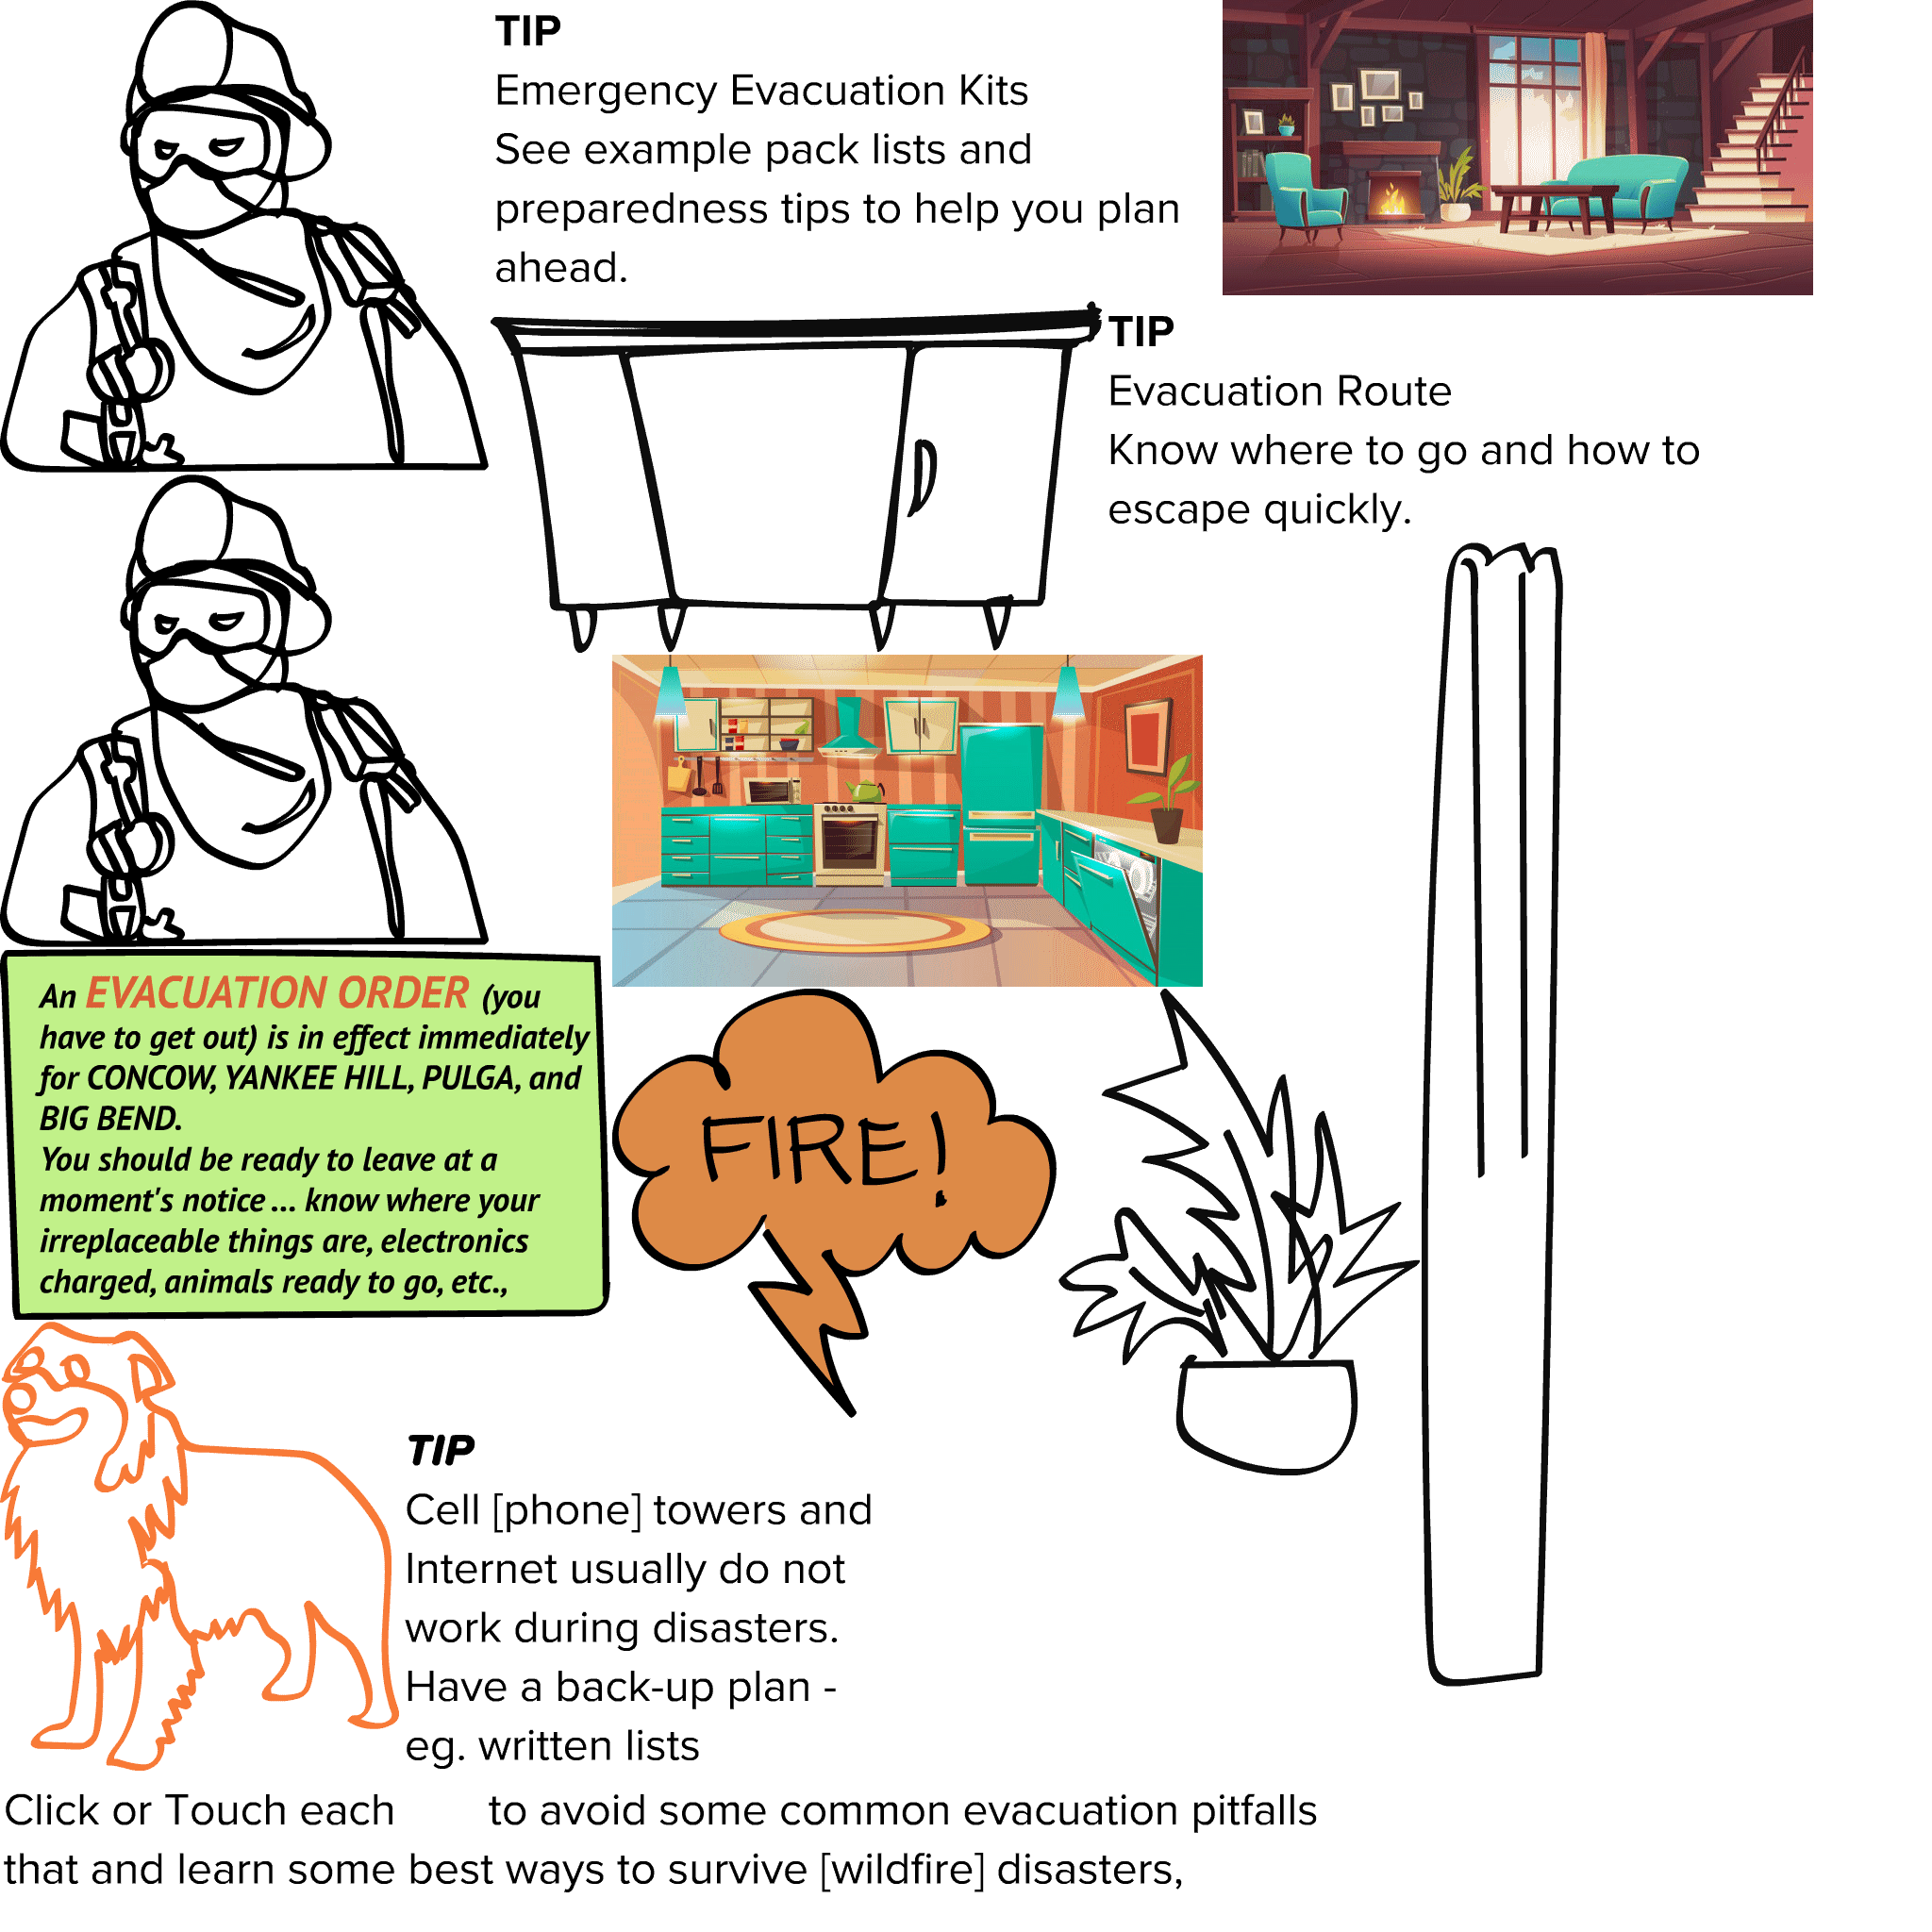 TIP
Emergency Evacuation Kits
See example pack lists and
preparedness tips to help you plan
ahead.
TIP
Evacuation Route
Know where to go and how to
escape quickly.
An EVACUATION ORDER (you
have to get out) is in effect immediately
for CONCOW, YANKEE HILL, PULGA, and
BIG BEND.
You should be ready to leave at a
moment's notice ... know where your
irreplaceable things are, electronics
charged, animals ready to go, etc.,
FIRE!
TIP
Cell [phone] towers and
Internet usually do not
work during disasters.
Have a back-up plan -
eg. written lists
Click or Touch each to avoid some common evacuation pitfalls
that and learn some best ways to survive [wildfire] disasters,